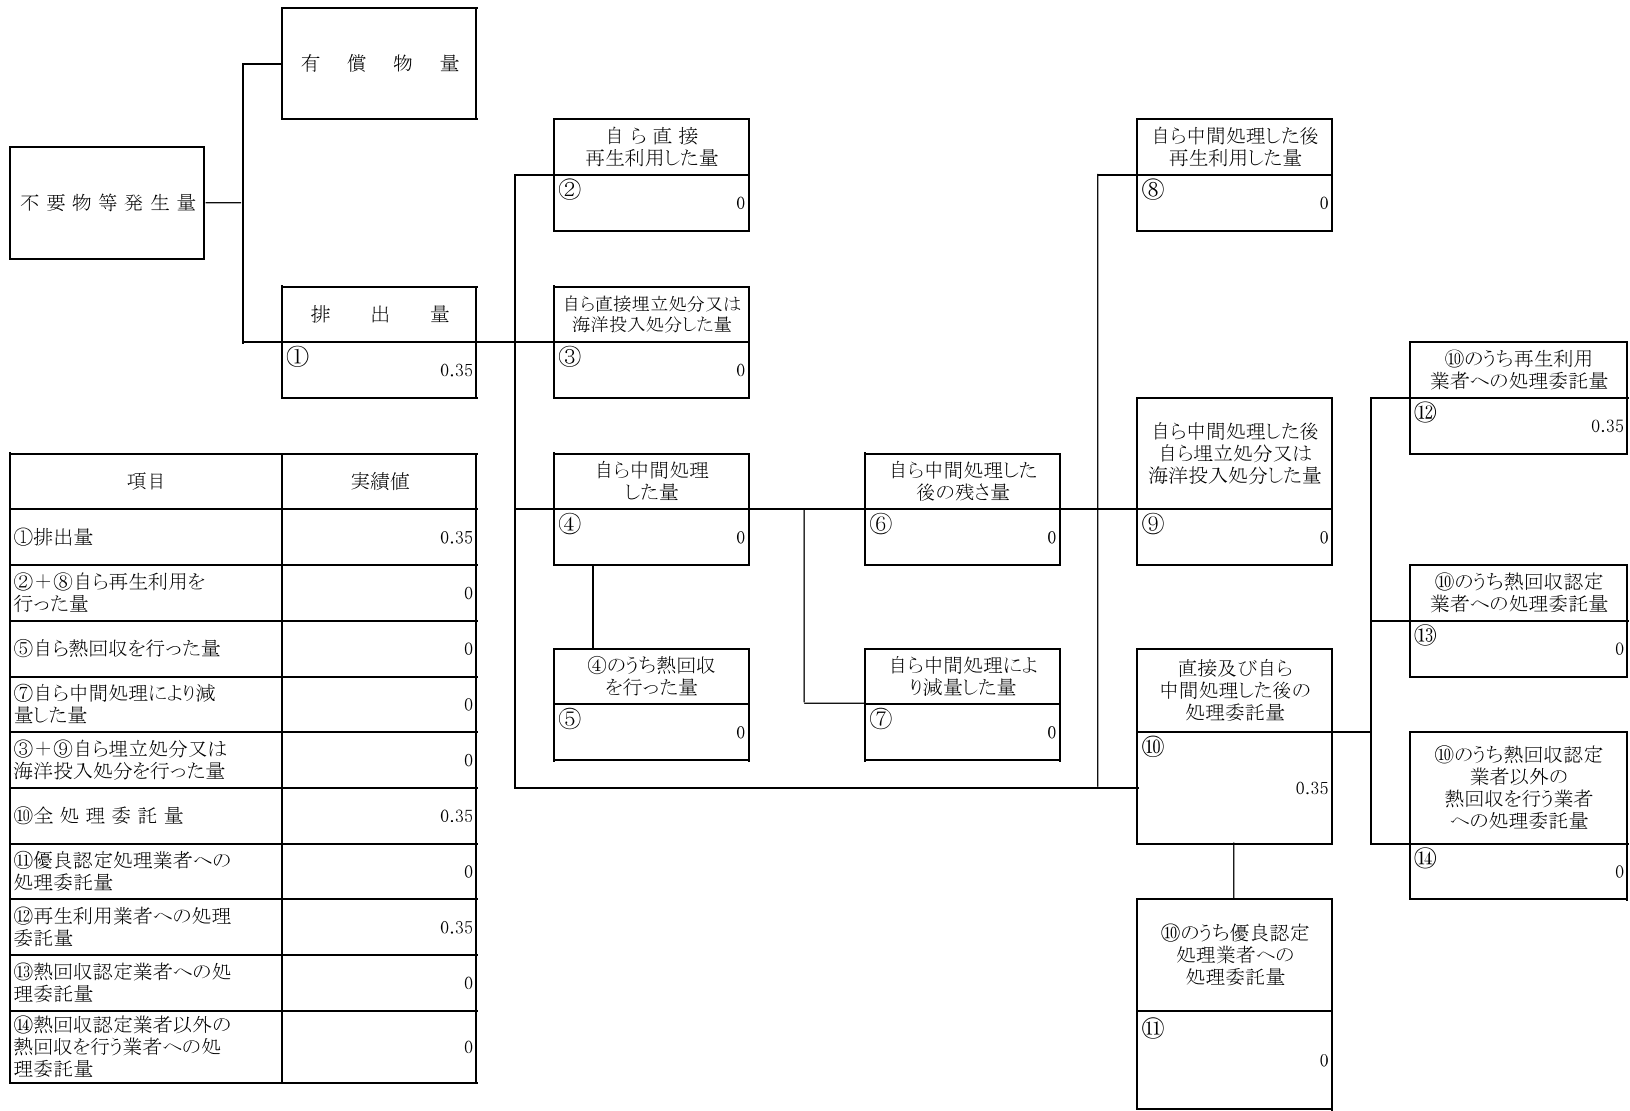 有償物量
不要物等発生量
排出量
①
0.35
自ら直接
再生利用した量
②
0
自ら直接埋立処分又は
海洋投入処分した量
③
0
自ら中間処理
した量
④
0
④のうち熱回収
を行った量
⑤
0
自ら中間処理した
後の残さ量
⑥
0
自ら中間処理によ
り減量した量
⑦
0
自ら中間処理した後
再生利用した量
⑧
0
自ら中間処理した後
自ら埋立処分又は
海洋投入処分した量
⑨
0
直接及び自ら
中間処理した後の
処理委託量
⑩
0.35
⑩のうち優良認定
処理業者への
処理委託量
⑪
0
⑩のうち再生利用
業者への処理委託量
⑫
0.35
⑩のうち熱回収認定
業者への処理委託量
⑬
0
⑩のうち熱回収認定
業者以外の
熱回収を行う業者
への処理委託量
⑭
0
項目 実績値
①排出量 0.35
②＋⑧自ら再生利用を
行った量 0
⑤自ら熱回収を行った量 0
⑦自ら中間処理により減
量した量 0
③＋⑨自ら埋立処分又は
海洋投入処分を行った量 0
⑩全処理委託量 0.35
⑪優良認定処理業者への
処理委託量 0
⑫再生利用業者への処理
委託量 0.35
⑬熱回収認定業者への処
理委託量 0
⑭熱回収認定業者以外の
熱回収を行う業者への処
理委託量 0